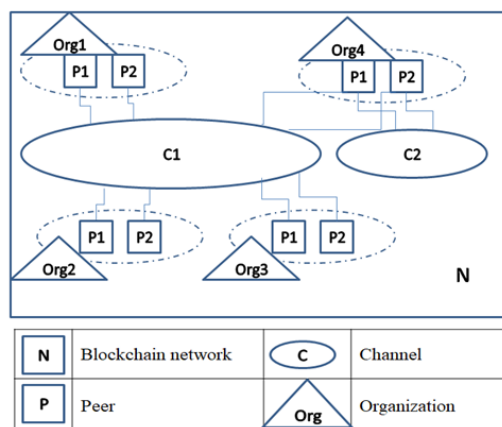 Org1
P1 P2
Org4
P1 P2
C1
C2
P1 P2
Org2
P1 P2
Org3
N
N Blockchain network C Channel
P Peer Org Organization